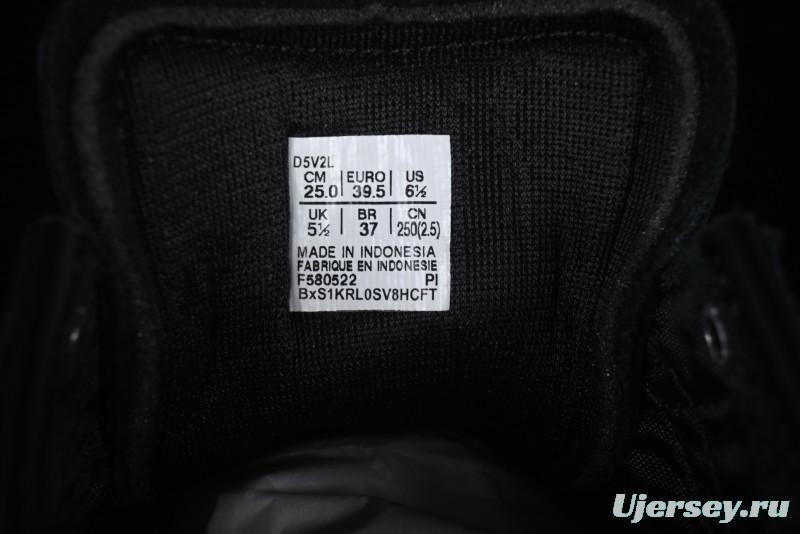 D5V2L
CM EURO US
25.0 39.5 6½
UK BR CN
5½ 37 250(2.5)
MADE IN INDONESIA
FABRIQUE EN INDONESIE
F580522 PI
BxS1KRL0SV8HCFT
Ujersey.ru